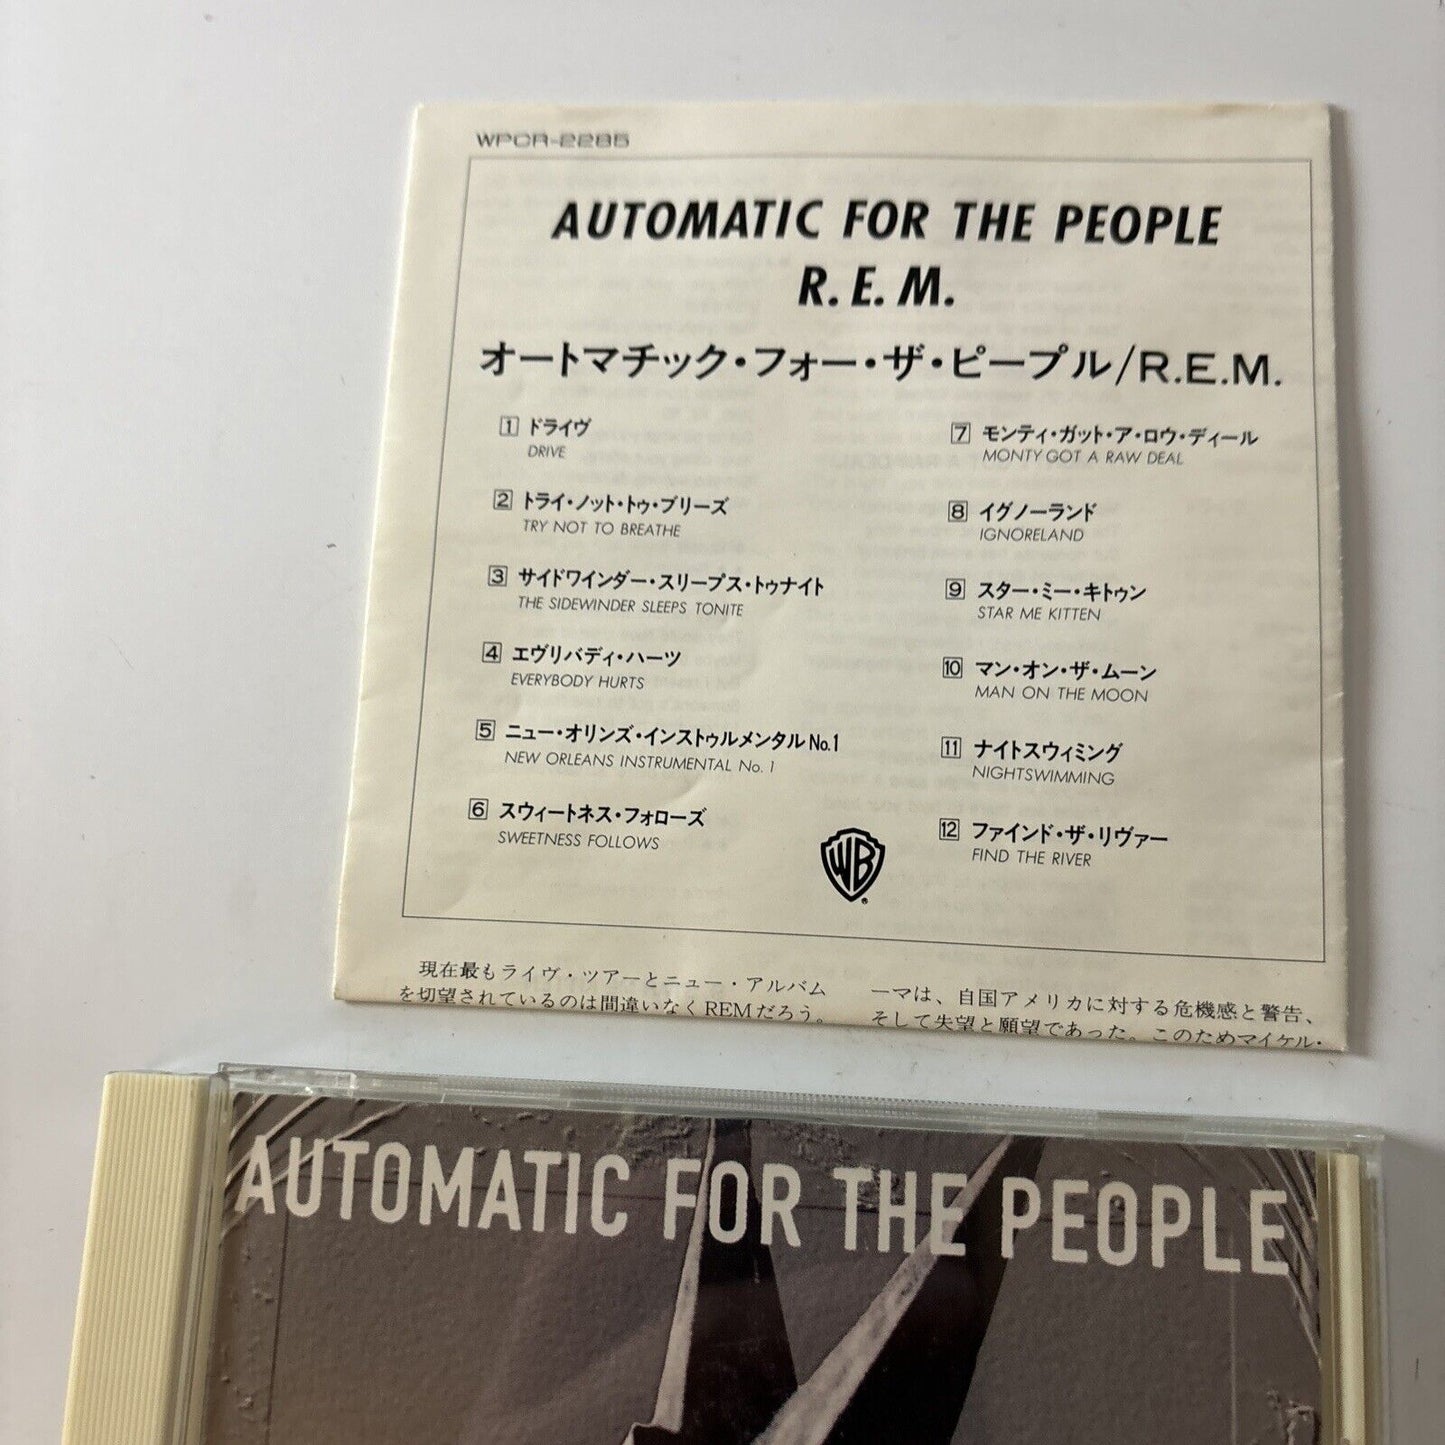 WPCR-2285
AUTOMATIC FOR THE PEOPLE
R.E.M.
オートマチック・フォー・ザ・ピープル/R.E.M.
1 ドライヴ
DRIVE
2 トライ・ノット・トゥ・ブリーズ
TRY NOT TO BREATHE
3 サイドワインダー・スリープス・トゥナイト
THE SIDEWINDER SLEEPS TONITE
4 エヴリバディ・ハーツ
EVERYBODY HURTS
5 ニュー・オリンズ・インストゥルメンタルNo.1
NEW ORLEANS INSTRUMENTAL No. 1
6 スウィートネス・フォローズ
SWEETNESS FOLLOWS
7 モンティ・ガット・ア・ロウ・ディール
MONTY GOT A RAW DEAL
8 イグノーランド
IGNORELAND
9 スター・ミー・キトゥン
STAR ME KITTEN
10 マン・オン・ザ・ムーン
MAN ON THE MOON
11 ナイトスウィミング
NIGHTSWIMMING
12 ファインド・ザ・リヴァー
FIND THE RIVER
WB
現在最もライヴ・ツアーとニュー・アルバム
を切望されているのは間違いなくREMだろう。
ーマは、自国アメリカに対する危機感と警告、
そして失望と願望であった。このためマイケル・
AUTOMATIC FOR THE PEOPLE